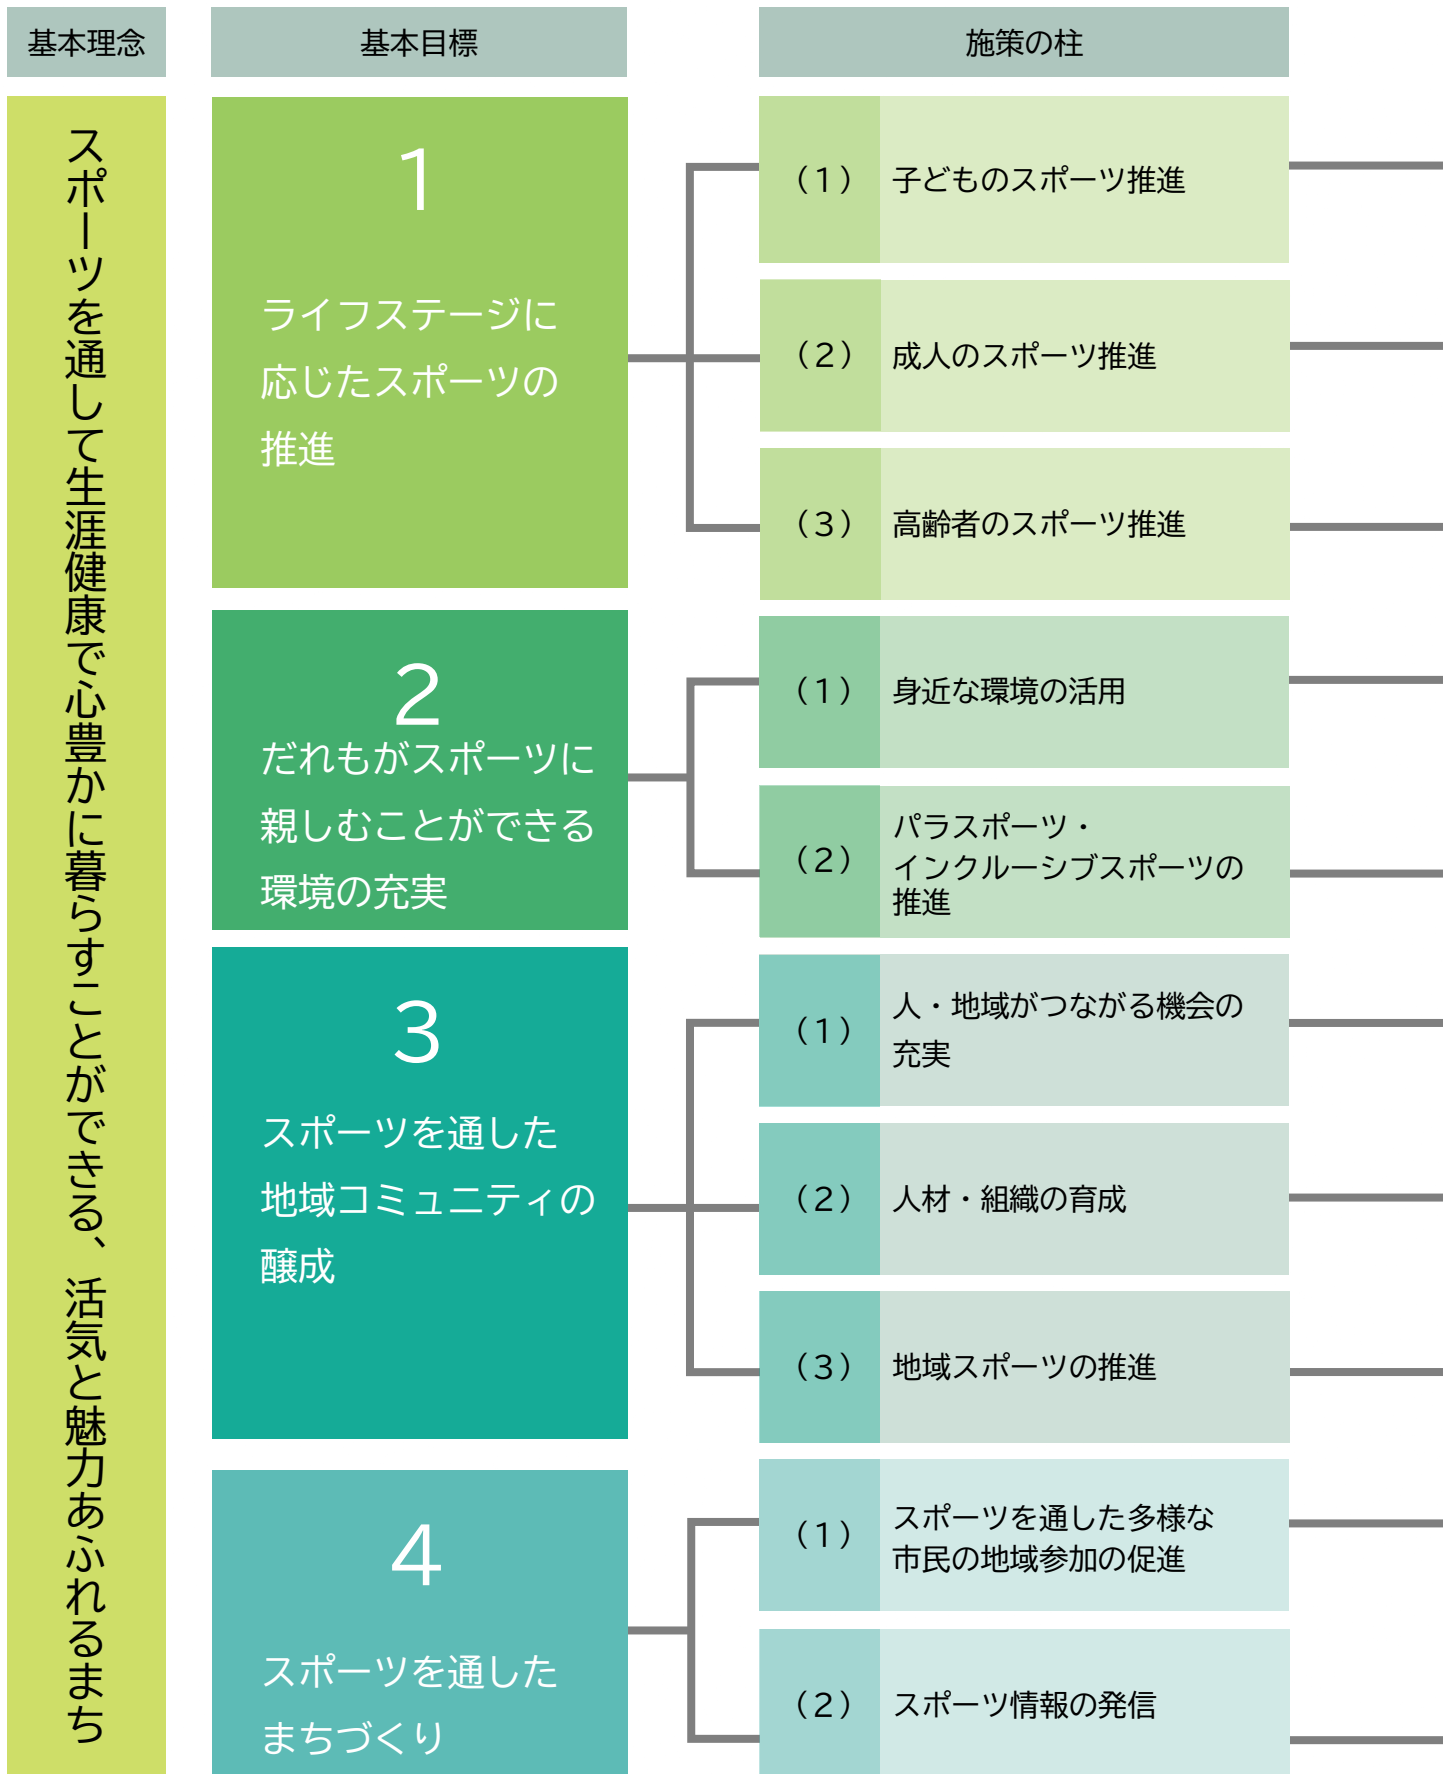 基本理念
基本目標
施策の柱
スポーツを通して生涯健康で心豊かに暮らすことができる、活気と魅力あふれるまち
1
ライフステージに
応じたスポーツの
推進
（1） 子どものスポーツ推進
（2） 成人のスポーツ推進
（3） 高齢者のスポーツ推進
2
だれもがスポーツに
親しむことができる
環境の充実
（1） 身近な環境の活用
（2） パラスポーツ・
インクルーシブスポーツの
推進
3
スポーツを通した
地域コミュニティの
醸成
（1） 人・地域がつながる機会の
充実
（2） 人材・組織の育成
（3） 地域スポーツの推進
4
スポーツを通した
まちづくり
（1） スポーツを通した多様な
市民の地域参加の促進
（2） スポーツ情報の発信